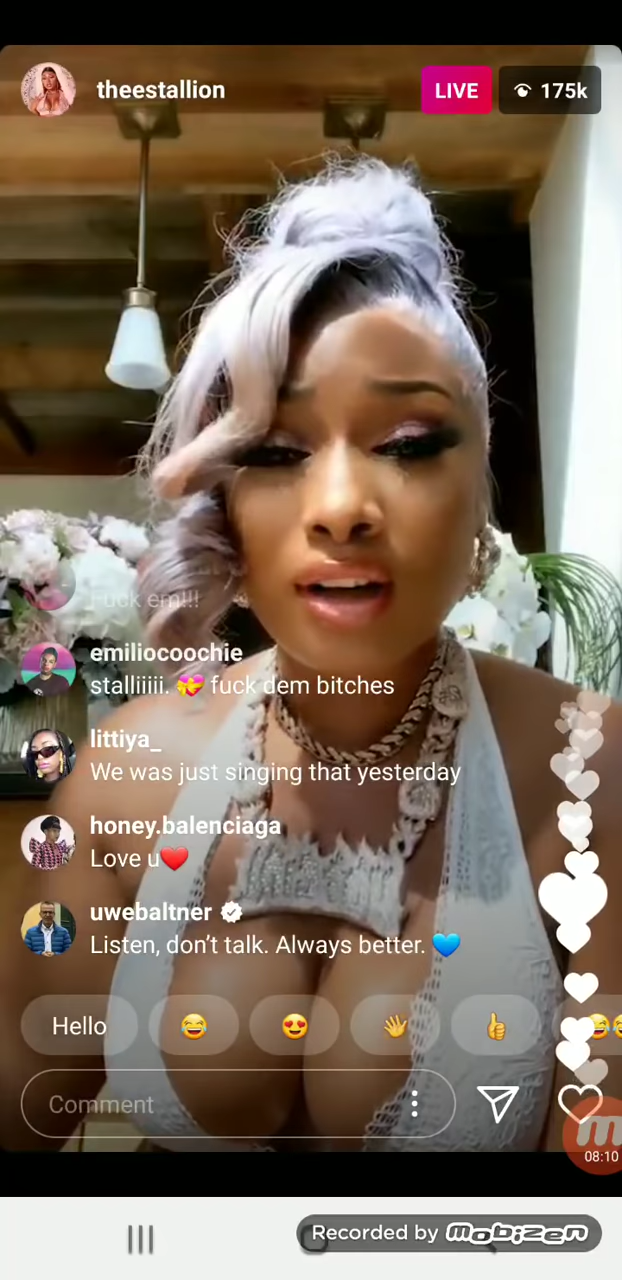 theestallion
LIVE
175k
Fuck em!!!
emiliocoochie
stalliiiii. 💝 fuck dem bitches
littiya_
We was just singing that yesterday
honey.balenciaga
Love u❤️
uwebaltner
Listen, don't talk. Always better. 💙
Hello 😂 😍 👋 👍 😂😂
Comment
08:10
Recorded by mobizen